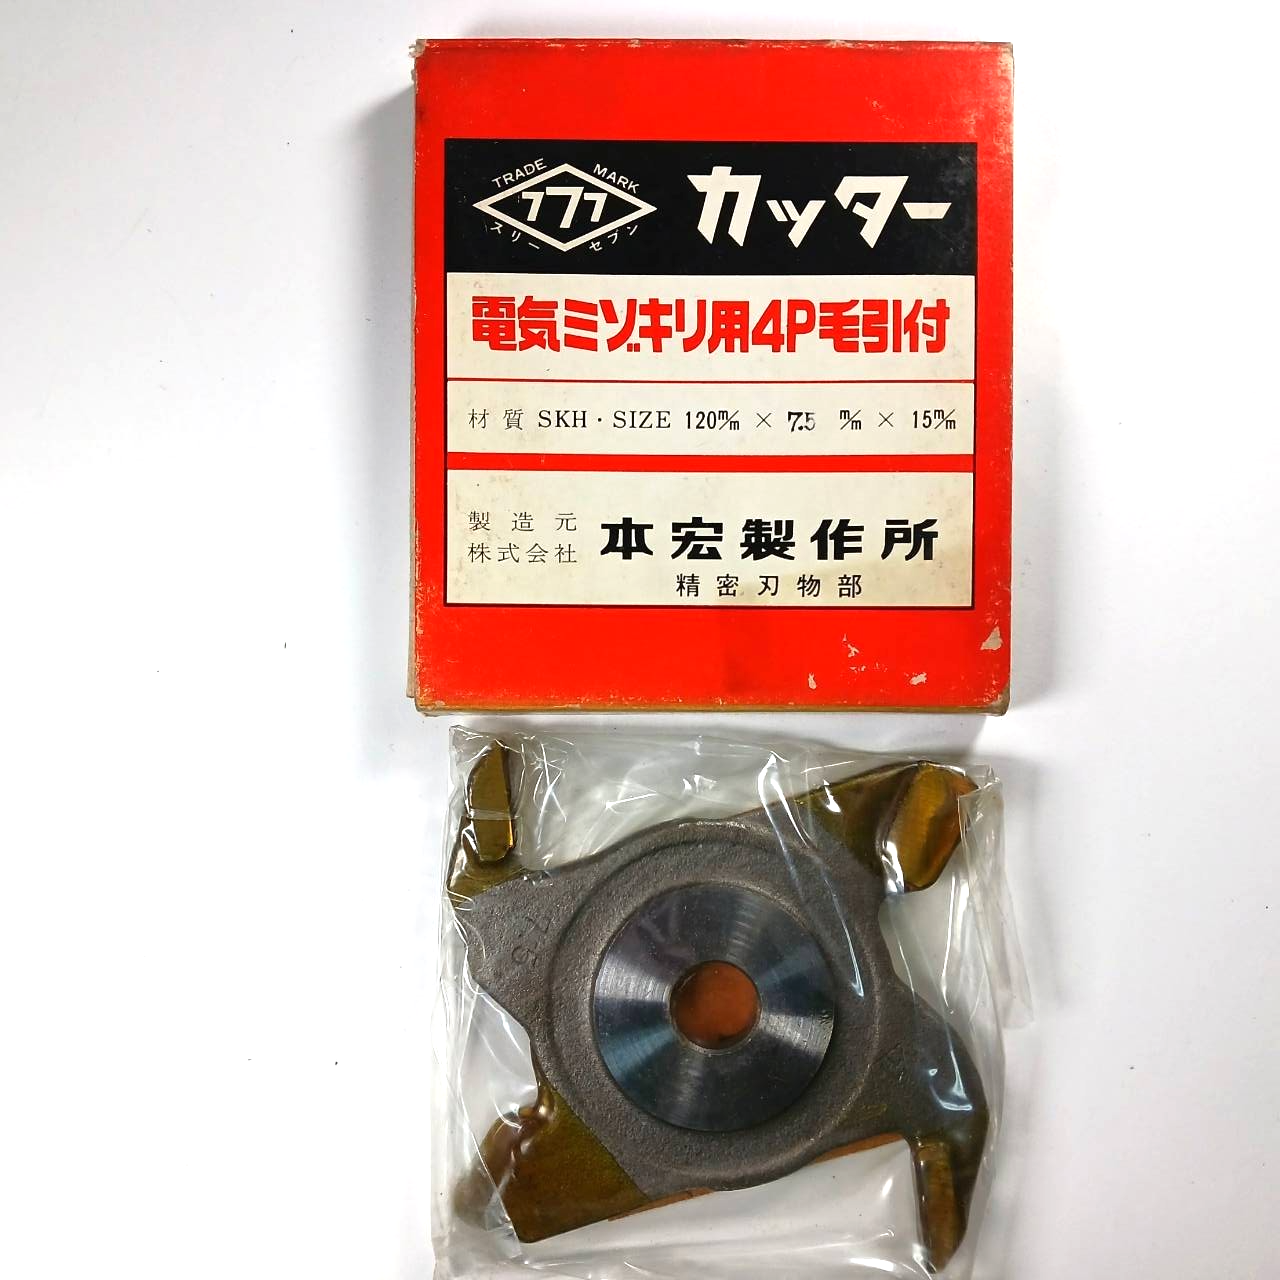 TRADE MARK
777
スリー セブン
カッター
電気ミゾキリ用4P毛引付
材質 SKH・SIZE 120m/m × 7.5 m/m × 15m/m
製造元
株式会社 本宏製作所
精密刃物部
7.5